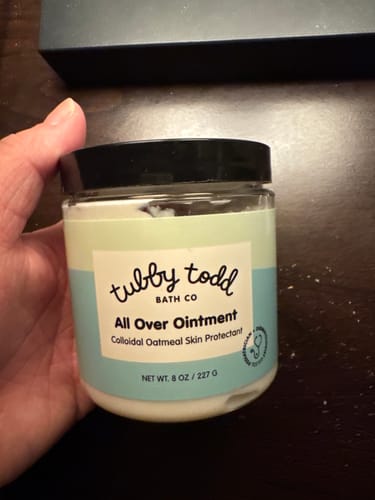 tubby todd
BATH CO
All Over Ointment
Colloidal Oatmeal Skin Protectant
NET WT. 8 OZ / 227 G